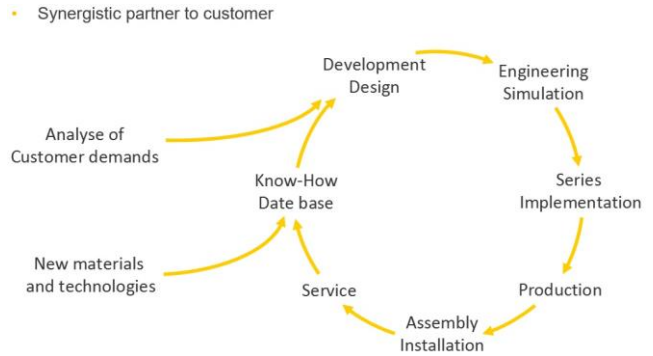 • Synergistic partner to customer
Development
Design
Engineering
Simulation
Analyse of
Customer demands
Know-How
Date base
Series
Implementation
New materials
and technologies
Service
Production
Assembly
Installation